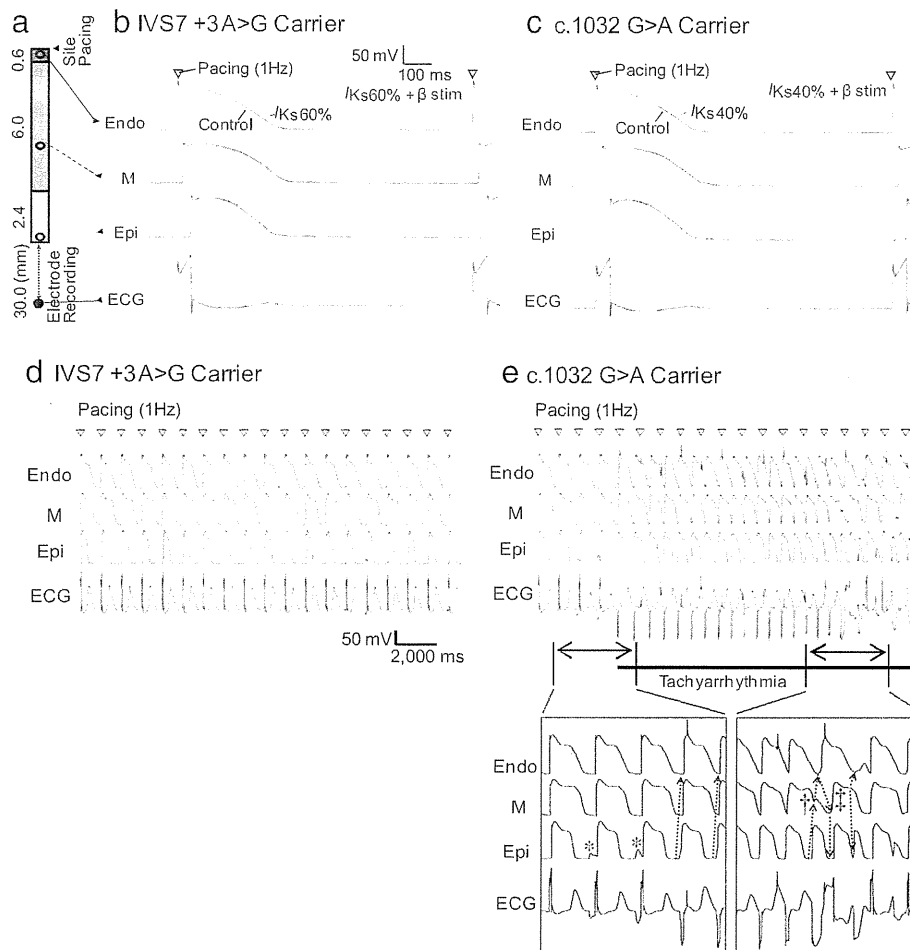 a
b IVS7 +3A>G Carrier
c c.1032 G>A Carrier
0.6
6.0
2.4
30.0 (mm)
Site
Pacing
Electrode
Recording
50 mV
100 ms
Pacing (1Hz)
IKs60% + β stim
IKs60%
Control
Endo
M
Epi
ECG
Pacing (1Hz)
IKs40% + β stim
IKs40%
Control
Endo
M
Epi
ECG
d IVS7 +3A>G Carrier
Pacing (1Hz)
Endo
M
Epi
ECG
50 mV
2,000 ms
e c.1032 G>A Carrier
Pacing (1Hz)
Endo
M
Epi
ECG
Tachyarrhythmia
Endo
M
† ‡
Epi
* *
ECG